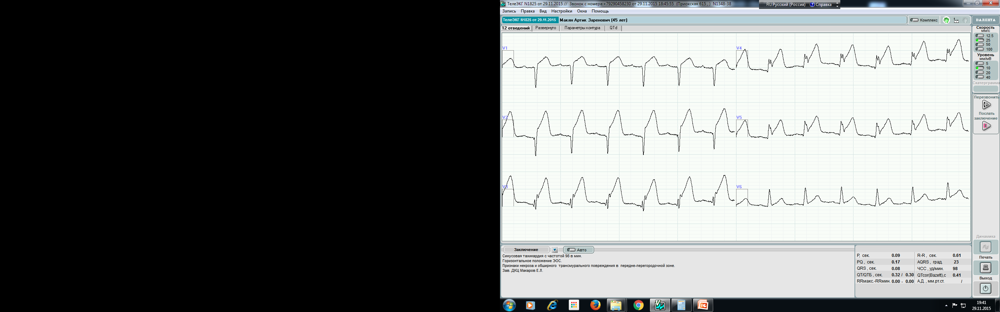 ТелеЭКГ N1825 от 29.11.2015 // Звонок с номера:+79290458230 от 29.11.2015 18:45:55 (Приокская 615 , ) N1348-38
RU Русский (Россия) Справка
Запись Правка Вид Настройки Окна Помощь
ТелеЭКГ N1825 от 29.11.2015 Макян Артик Заренович (45 лет)
Комплекс
ВАЛЕНТА
12 отведений Развернуто Параметры контура QTd
Скорость
мм/с
12.5
25
50
100
Уровень
мм/мВ
5
10
20
40
Скатерграмма
Перезвонить
Послать
заключение
V1 V4
V2 V5
V3 V6
Динамика
Печать
Выход
Заключение Авто
Синусовая тахикардия с частотой 98 в мин.
Горизонтальное положение ЭОС.
Признаки некроза и обширного трансмурального повреждения в передне-перегородочной зоне.
Зав. ДКЦ Макаров Е.Л.
P, сек. 0.09 R-R , сек. 0.61
PQ , сек. 0.17 AQRS , град. 23
QRS , сек. 0.08 ЧСС , уд/мин. 98
QT/QTБ , сек. 0.32 / 0.30 QTcor(Bazett),с 0.41
RRмакс.-RRмин. 0.00 - 0.00 А.Д. , мм.рт.ст. /
19:41
29.11.2015